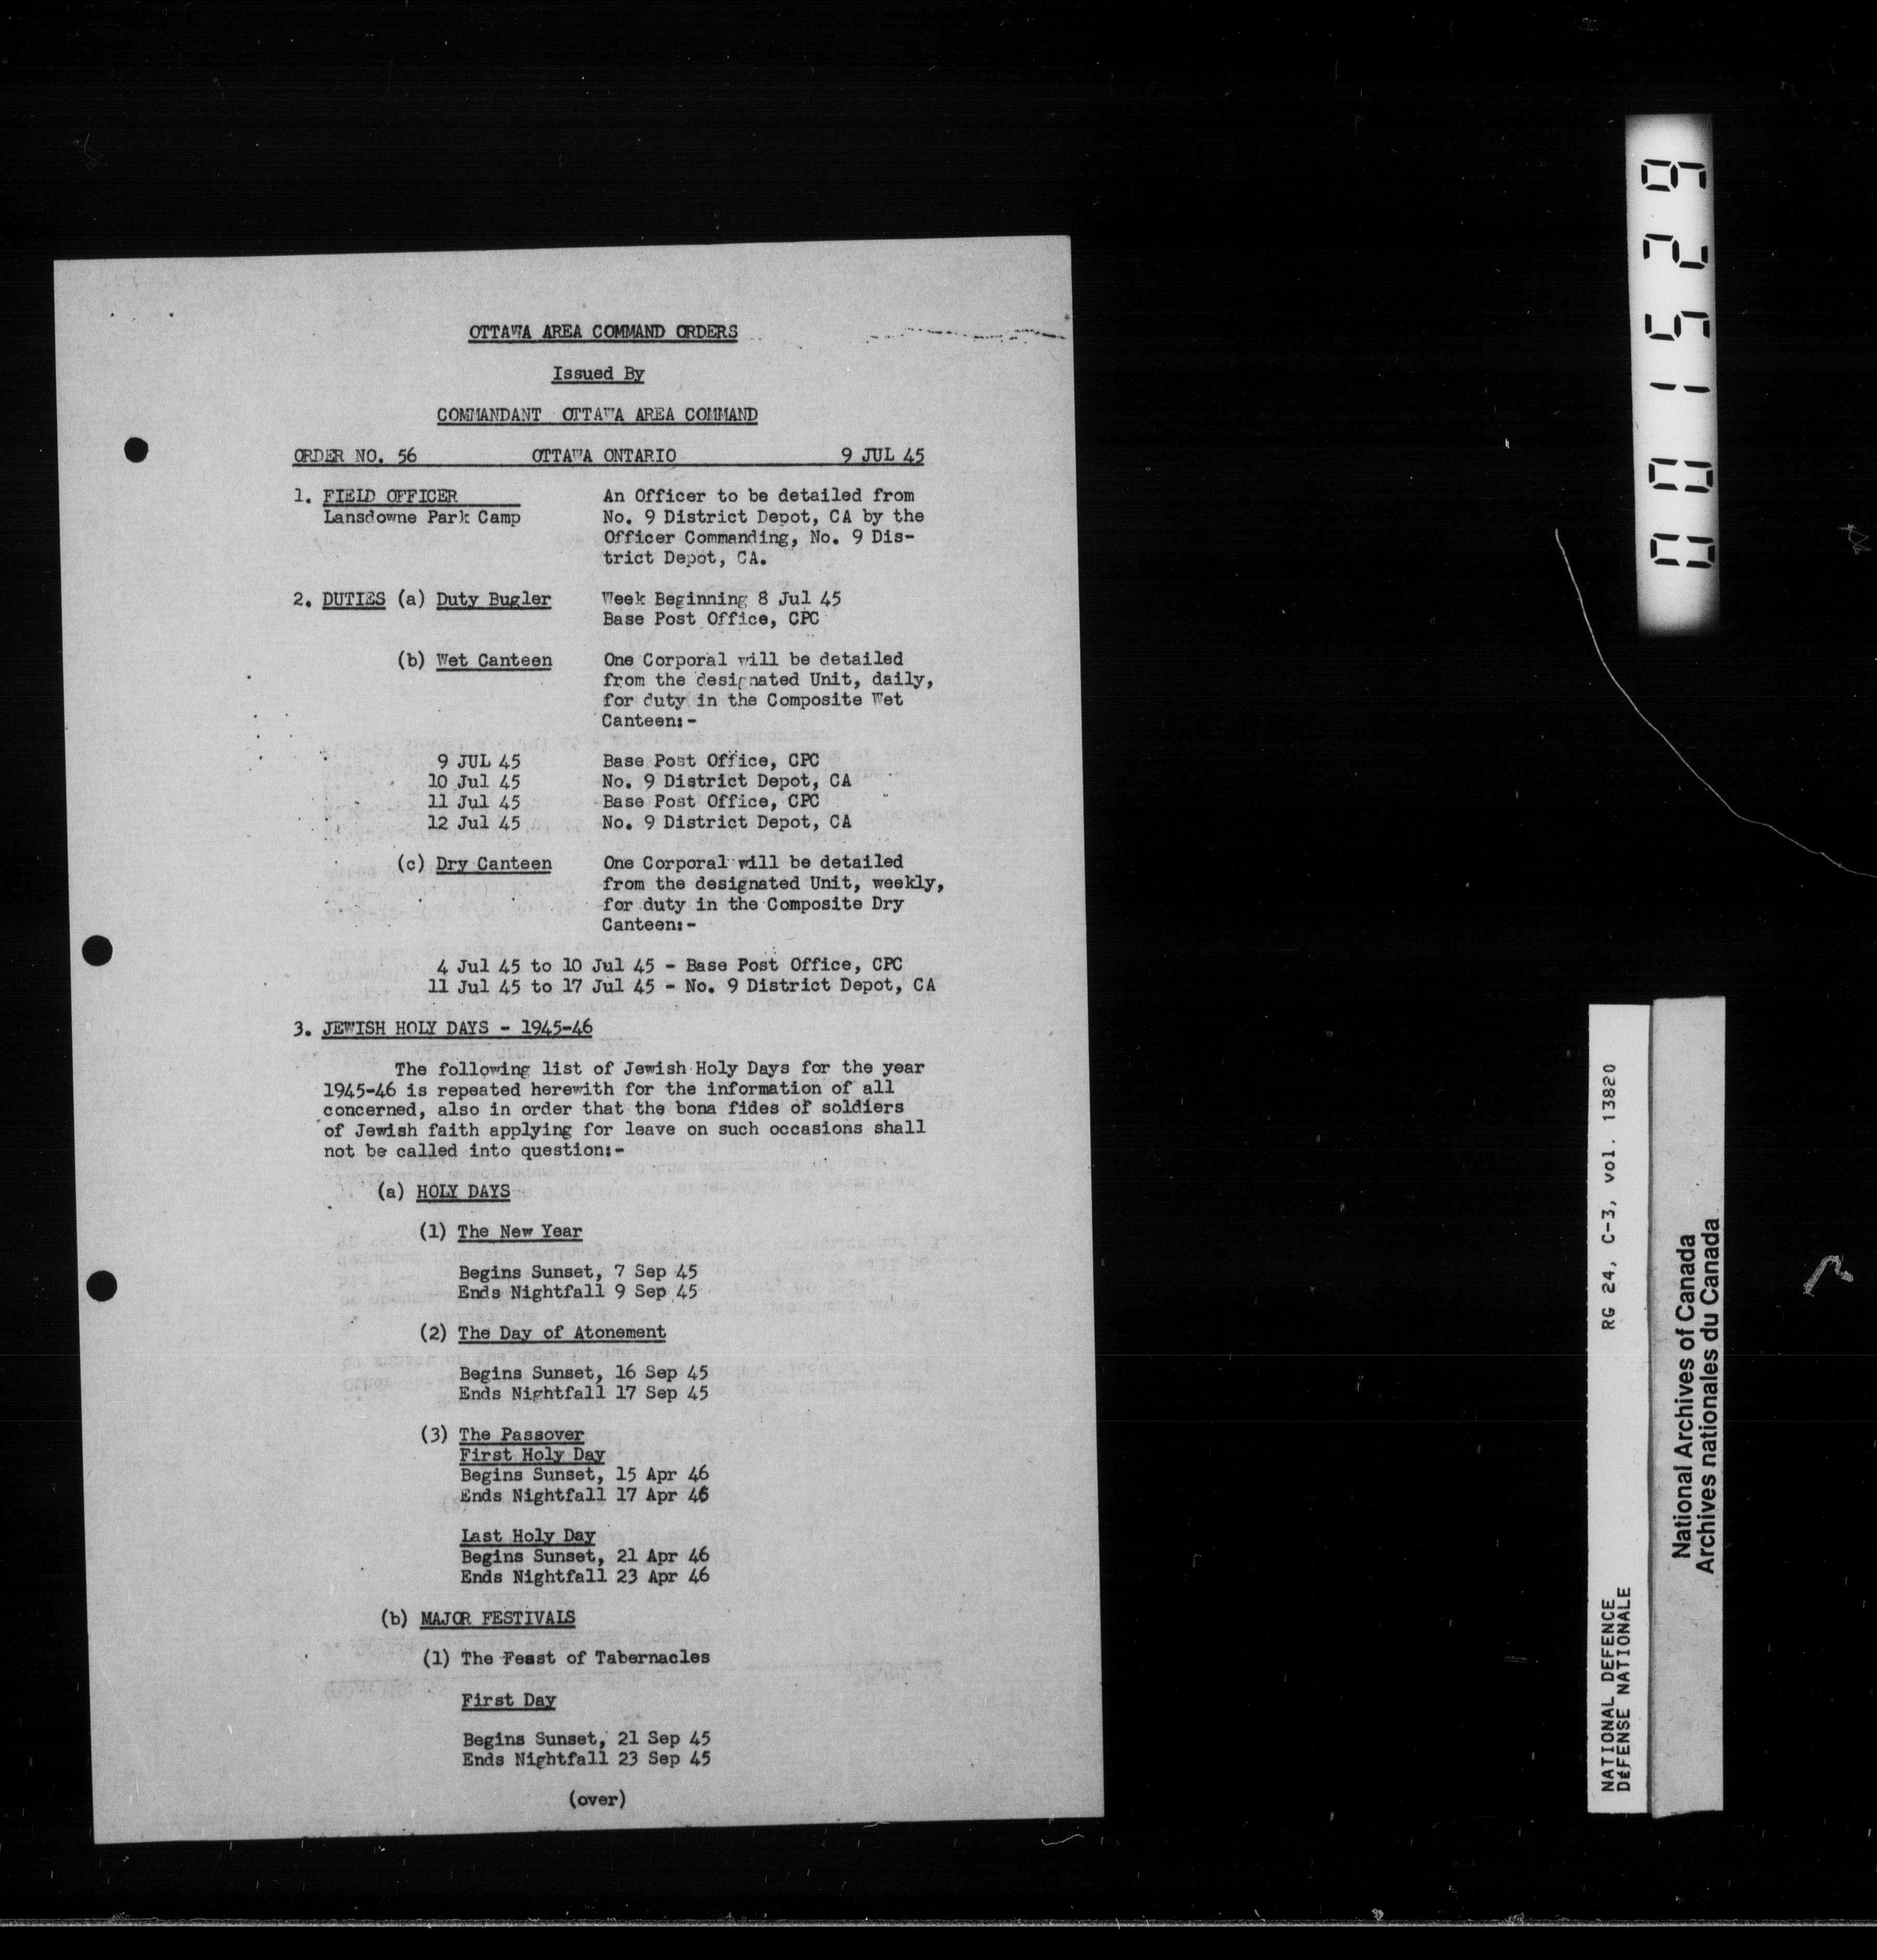 OTTAWA AREA COMMAND ORDERS
Issued By
COMMANDANT OTTAWA AREA COMMAND
ORDER NO. 56 OTTAWA ONTARIO 9 JUL 45
1. FIELD OFFICER An Officer to be detailed from
Lansdowne Park Camp No. 9 District Depot, CA by the
Officer Commanding, No. 9 Dis-
trict Depot, CA.
2. DUTIES (a) Duty Bugler Week Beginning 8 Jul 45
Base Post Office, CPC
(b) Wet Canteen One Corporal will be detailed
from the designated Unit, daily,
for duty in the Composite Wet
Canteen:-
9 JUL 45 Base Post Office, CPC
10 Jul 45 No. 9 District Depot, CA
11 Jul 45 Base Post Office, CPC
12 Jul 45 No. 9 District Depot, CA
(c) Dry Canteen One Corporal will be detailed
from the designated Unit, weekly,
for duty in the Composite Dry
Canteen:-
4 Jul 45 to 10 Jul 45 - Base Post Office, CPC
11 Jul 45 to 17 Jul 45 - No. 9 District Depot, CA
3. JEWISH HOLY DAYS - 1945-46
The following list of Jewish Holy Days for the year
1945-46 is repeated herewith for the information of all
concerned, also in order that the bona fides of soldiers
of Jewish faith applying for leave on such occasions shall
not be called into question:-
(a) HOLY DAYS
(1) The New Year
Begins Sunset, 7 Sep 45
Ends Nightfall 9 Sep 45
(2) The Day of Atonement
Begins Sunset, 16 Sep 45
Ends Nightfall 17 Sep 45
(3) The Passover
First Holy Day
Begins Sunset, 15 Apr 46
Ends Nightfall 17 Apr 46
Last Holy Day
Begins Sunset, 21 Apr 46
Ends Nightfall 23 Apr 46
(b) MAJOR FESTIVALS
(1) The Feast of Tabernacles
First Day
Begins Sunset, 21 Sep 45
Ends Nightfall 23 Sep 45
(over)
001529
NATIONAL DEFENCE RG 24, C-3, vol. 13820
DéFENSE NATIONALE
National Archives of Canada
Archives nationales du Canada